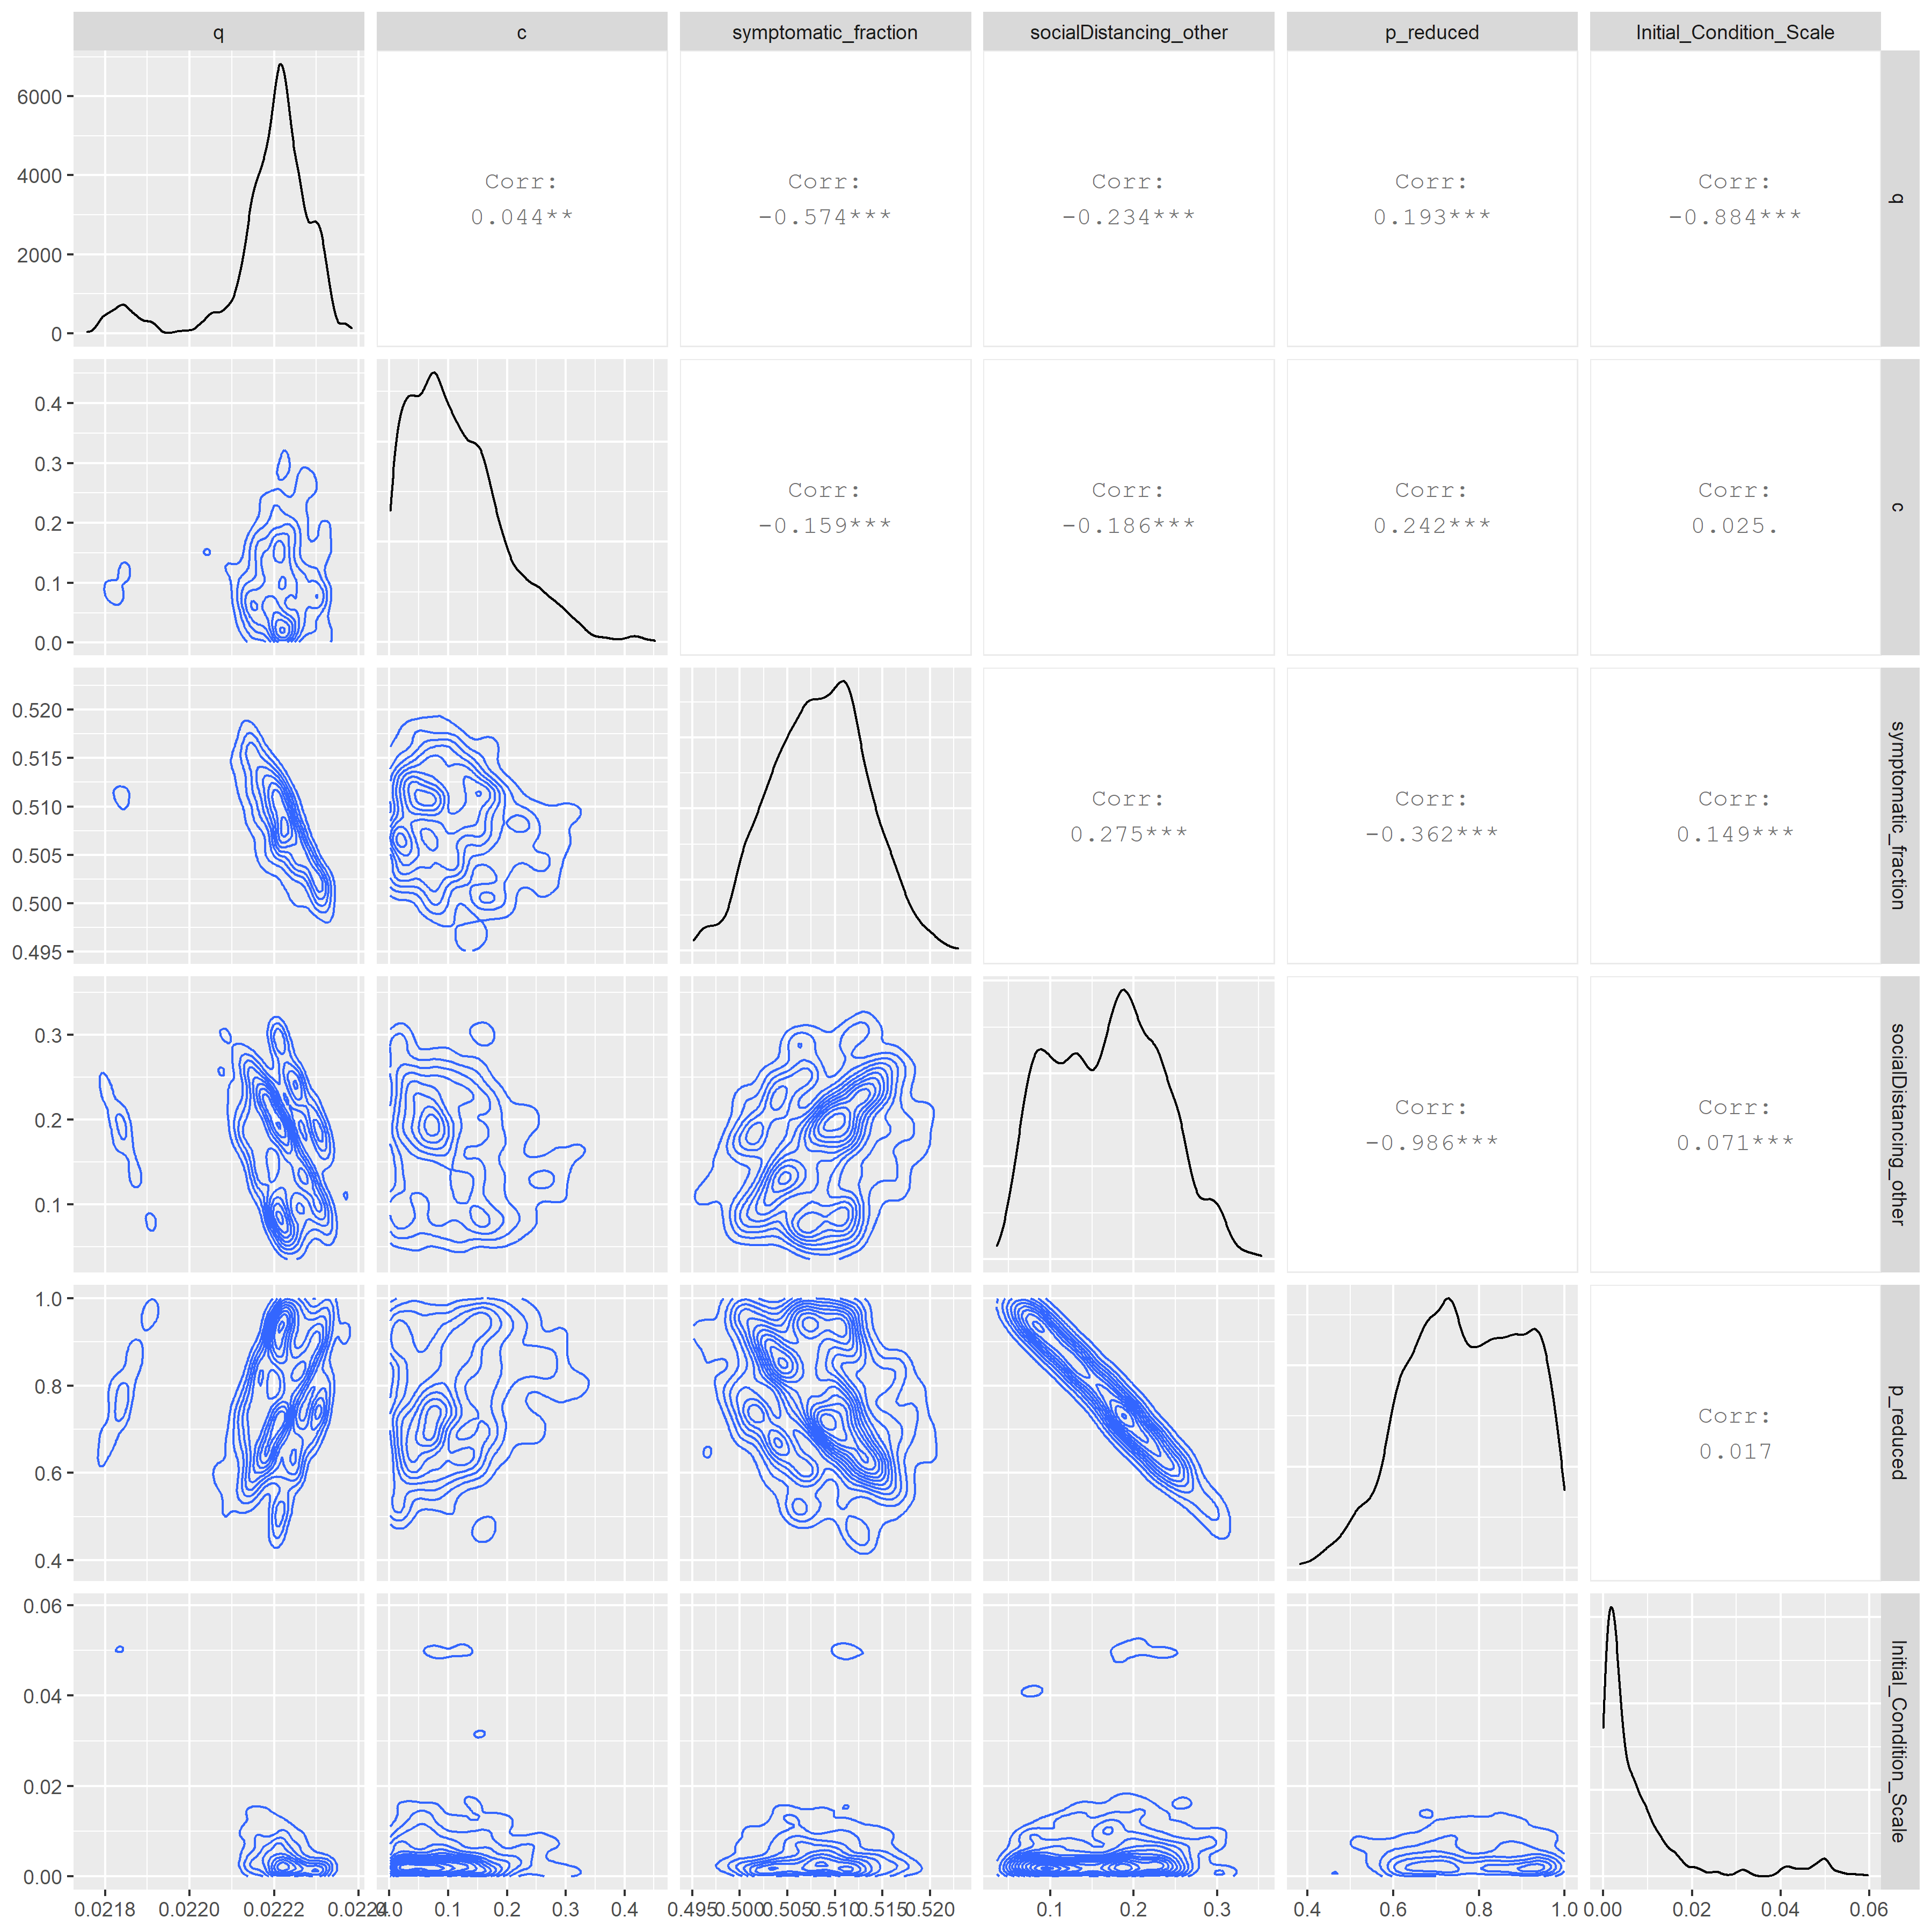 q c symptomatic_fraction socialDistancing_other p_reduced Initial_Condition_Scale
6000
4000
2000
0
Corr:
0.044**
Corr:
-0.574***
Corr:
-0.234***
Corr:
0.193***
Corr:
-0.884***
q
0.4
0.3
0.2
0.1
0.0
Corr:
-0.159***
Corr:
-0.186***
Corr:
0.242***
Corr:
0.025.
c
0.520
0.515
0.510
0.505
0.500
0.495
Corr:
0.275***
Corr:
-0.362***
Corr:
0.149***
symptomatic_fraction
0.3
0.2
0.1
Corr:
-0.986***
Corr:
0.071***
socialDistancing_other
1.0
0.8
0.6
0.4
Corr:
0.017
p_reduced
0.06
0.04
0.02
0.00
Initial_Condition_Scale
0.0218 0.0220 0.0222 0.0224
0.0 0.1 0.2 0.3 0.4
0.495 0.500 0.505 0.510 0.515 0.520
0.1 0.2 0.3
0.4 0.6 0.8 1.0
0.00 0.02 0.04 0.06